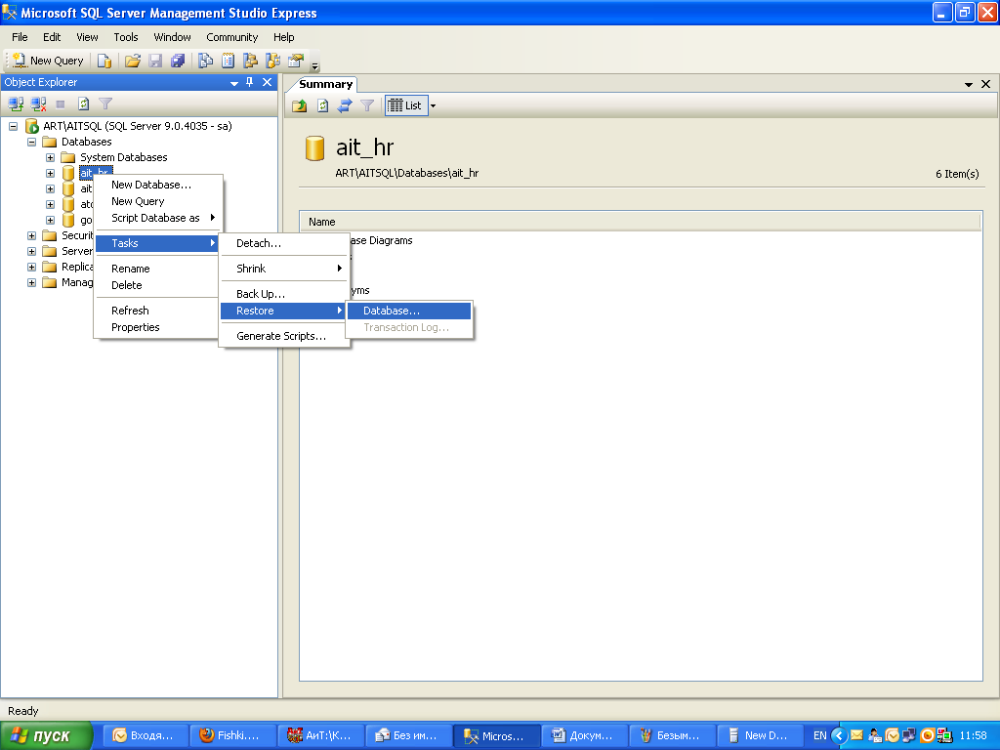 Microsoft SQL Server Management Studio Express
File Edit View Tools Window Community Help
New Query
Object Explorer
Summary
List
ART\AITSQL (SQL Server 9.0.4035 - sa)
Databases
System Databases
ait_hr
ait
ato
go
Securit
Server
Replica
Manag
New Database...
New Query
Script Database as
Tasks
Rename
Delete
Refresh
Properties
Detach...
Shrink
Back Up...
Restore
Generate Scripts...
Database...
Transaction Log...
ait_hr
ART\AITSQL\Databases\ait_hr
6 Item(s)
Name
ase Diagrams
yms
Ready
пуск
Входя...
Fishki....
АиТ:\К...
Без им...
Micros...
Докум...
Безым...
New D...
EN
11:58